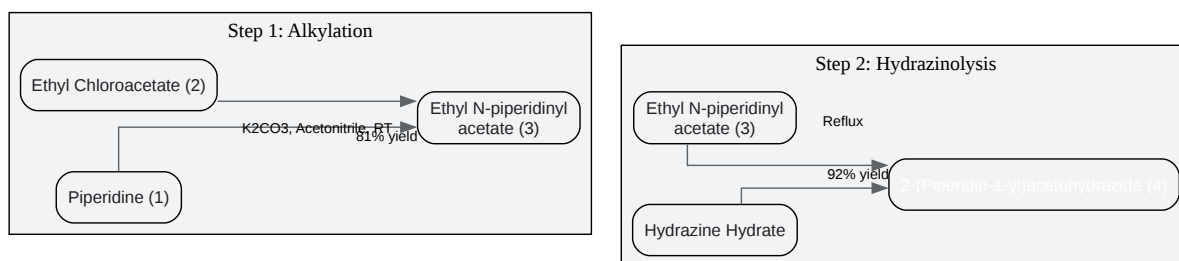 Step 1: Alkylation
Ethyl Chloroacetate (2)
Ethyl N-piperidinyl
acetate (3)
K2CO3, Acetonitrile, RT
81% yield
Piperidine (1)
Step 2: Hydrazinolysis
Ethyl N-piperidinyl
acetate (3)
Reflux
92% yield
2-(Piperidin-1-yl)acetohydrazide (4)
Hydrazine Hydrate